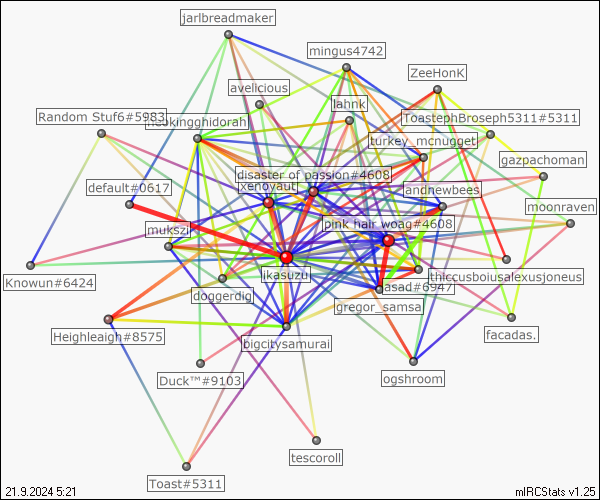 jarlbreadmaker
mingus4742
ZeeHonK
avelicious
lahnk
Random Stuf6#5983
ToastephBroseph5311#5311
turkey_mcnugget
gazpachoman
disaster of passion#4608
default#0617
xenovaut
andnewbees
moonraven
mukszi
pink hair woag#4608
Knowun#6424
ikasuzu
thiccusboiusalexusjoneus
doggerdig
asad#6947
gregor_samsa
Heighleaigh#8575
bigcitysamurai
facadas.
Duck™#9103
ogshroom
tescoroll
Toast#5311
21.9.2024 5:21
mIRCStats v1.25